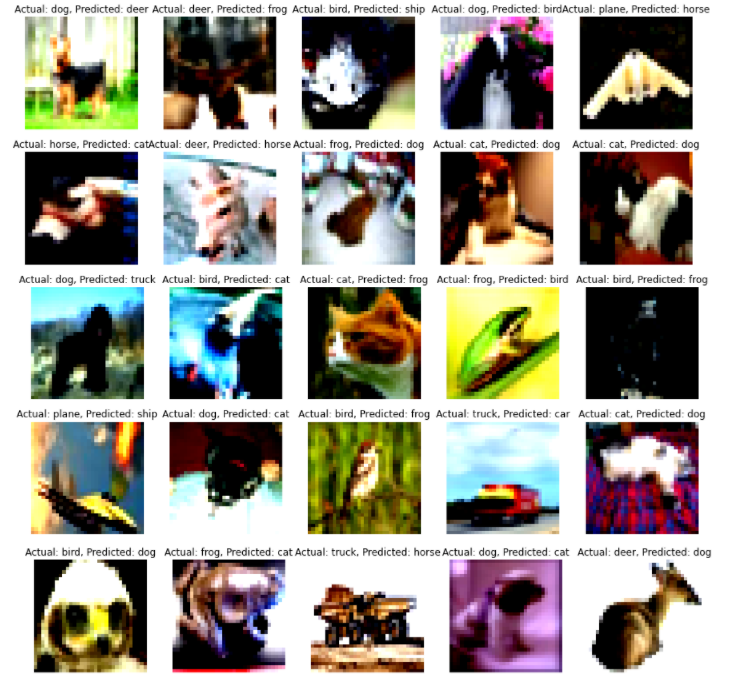 Actual: dog, Predicted: deer
Actual: deer, Predicted: frog
Actual: bird, Predicted: ship
Actual: dog, Predicted: bird
Actual: plane, Predicted: horse
Actual: horse, Predicted: cat
Actual: deer, Predicted: horse
Actual: frog, Predicted: dog
Actual: cat, Predicted: dog
Actual: cat, Predicted: dog
Actual: dog, Predicted: truck
Actual: bird, Predicted: cat
Actual: cat, Predicted: frog
Actual: frog, Predicted: bird
Actual: bird, Predicted: frog
Actual: plane, Predicted: ship
Actual: dog, Predicted: cat
Actual: bird, Predicted: frog
Actual: truck, Predicted: car
Actual: cat, Predicted: dog
Actual: bird, Predicted: dog
Actual: frog, Predicted: cat
Actual: truck, Predicted: horse
Actual: dog, Predicted: cat
Actual: deer, Predicted: dog